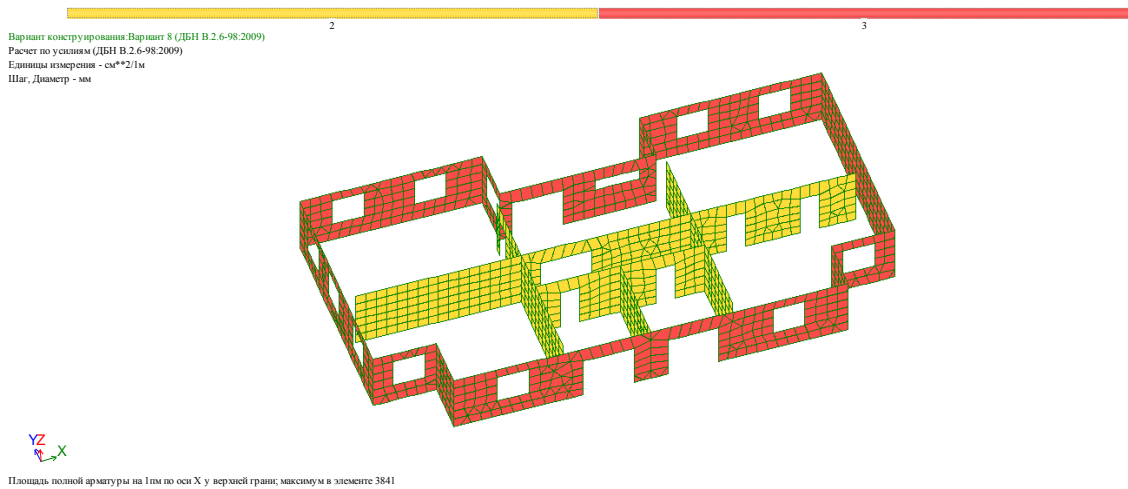 2 3
Вариант конструирования:Вариант 8 (ДБН В.2.6-98:2009)
Расчет по усилиям (ДБН В.2.6-98:2009)
Единицы измерения - см**2/1м
Шаг, Диаметр - мм
YZ
X
Площадь полной арматуры на 1пм по оси X у верхней грани; максимум в элементе 3841